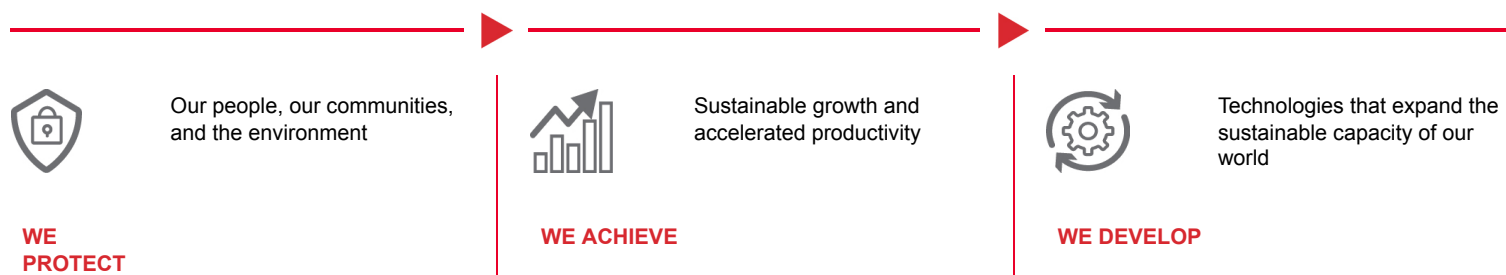 Our people, our communities,
and the environment
WE
PROTECT
Sustainable growth and
accelerated productivity
WE ACHIEVE
Technologies that expand the
sustainable capacity of our
world
WE DEVELOP